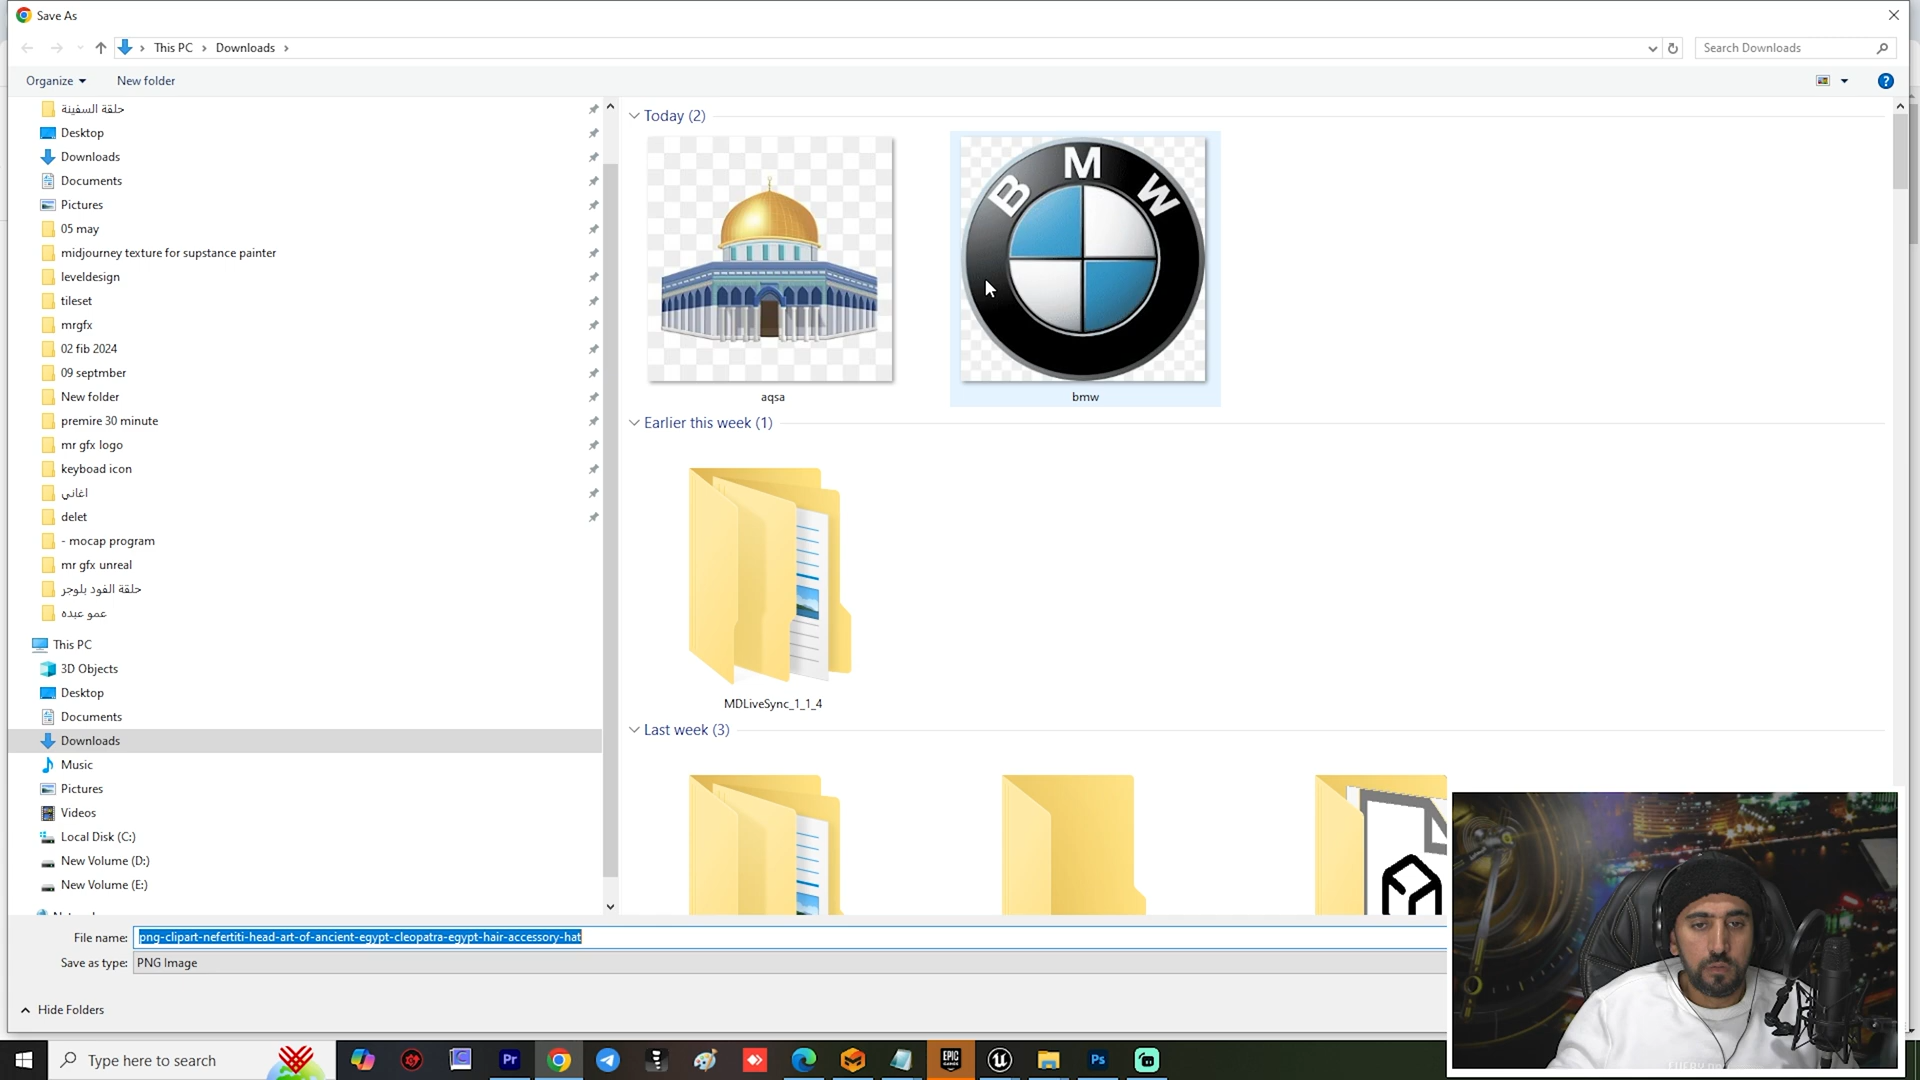 Save As
This PC
Downloads
Search Downloads
Organize
New folder
حلقة السفينة
Desktop
Downloads
Documents
Pictures
05 may
midjourney texture for supstance painter
leveldesign
tileset
mrgfx
02 fib 2024
09 septmber
New folder
premire 30 minute
mr gfx logo
keyboad icon
اغاني
delet
- mocap program
mr gfx unreal
حلقة الفود بلوجر
عمو عبده
This PC
3D Objects
Desktop
Documents
Downloads
Music
Pictures
Videos
Local Disk (C:)
New Volume (D:)
New Volume (E:)
Today (2)
BMW
aqsa
bmw
Earlier this week (1)
MDLiveSync_1_1_4
Last week (3)
File name: png-clipart-nefertiti-head-art-of-ancient-egypt-cleopatra-egypt-hair-accessory-hat
Save as type: PNG Image
Hide Folders
Type here to search
Pr
EPIC GAMES
Ps